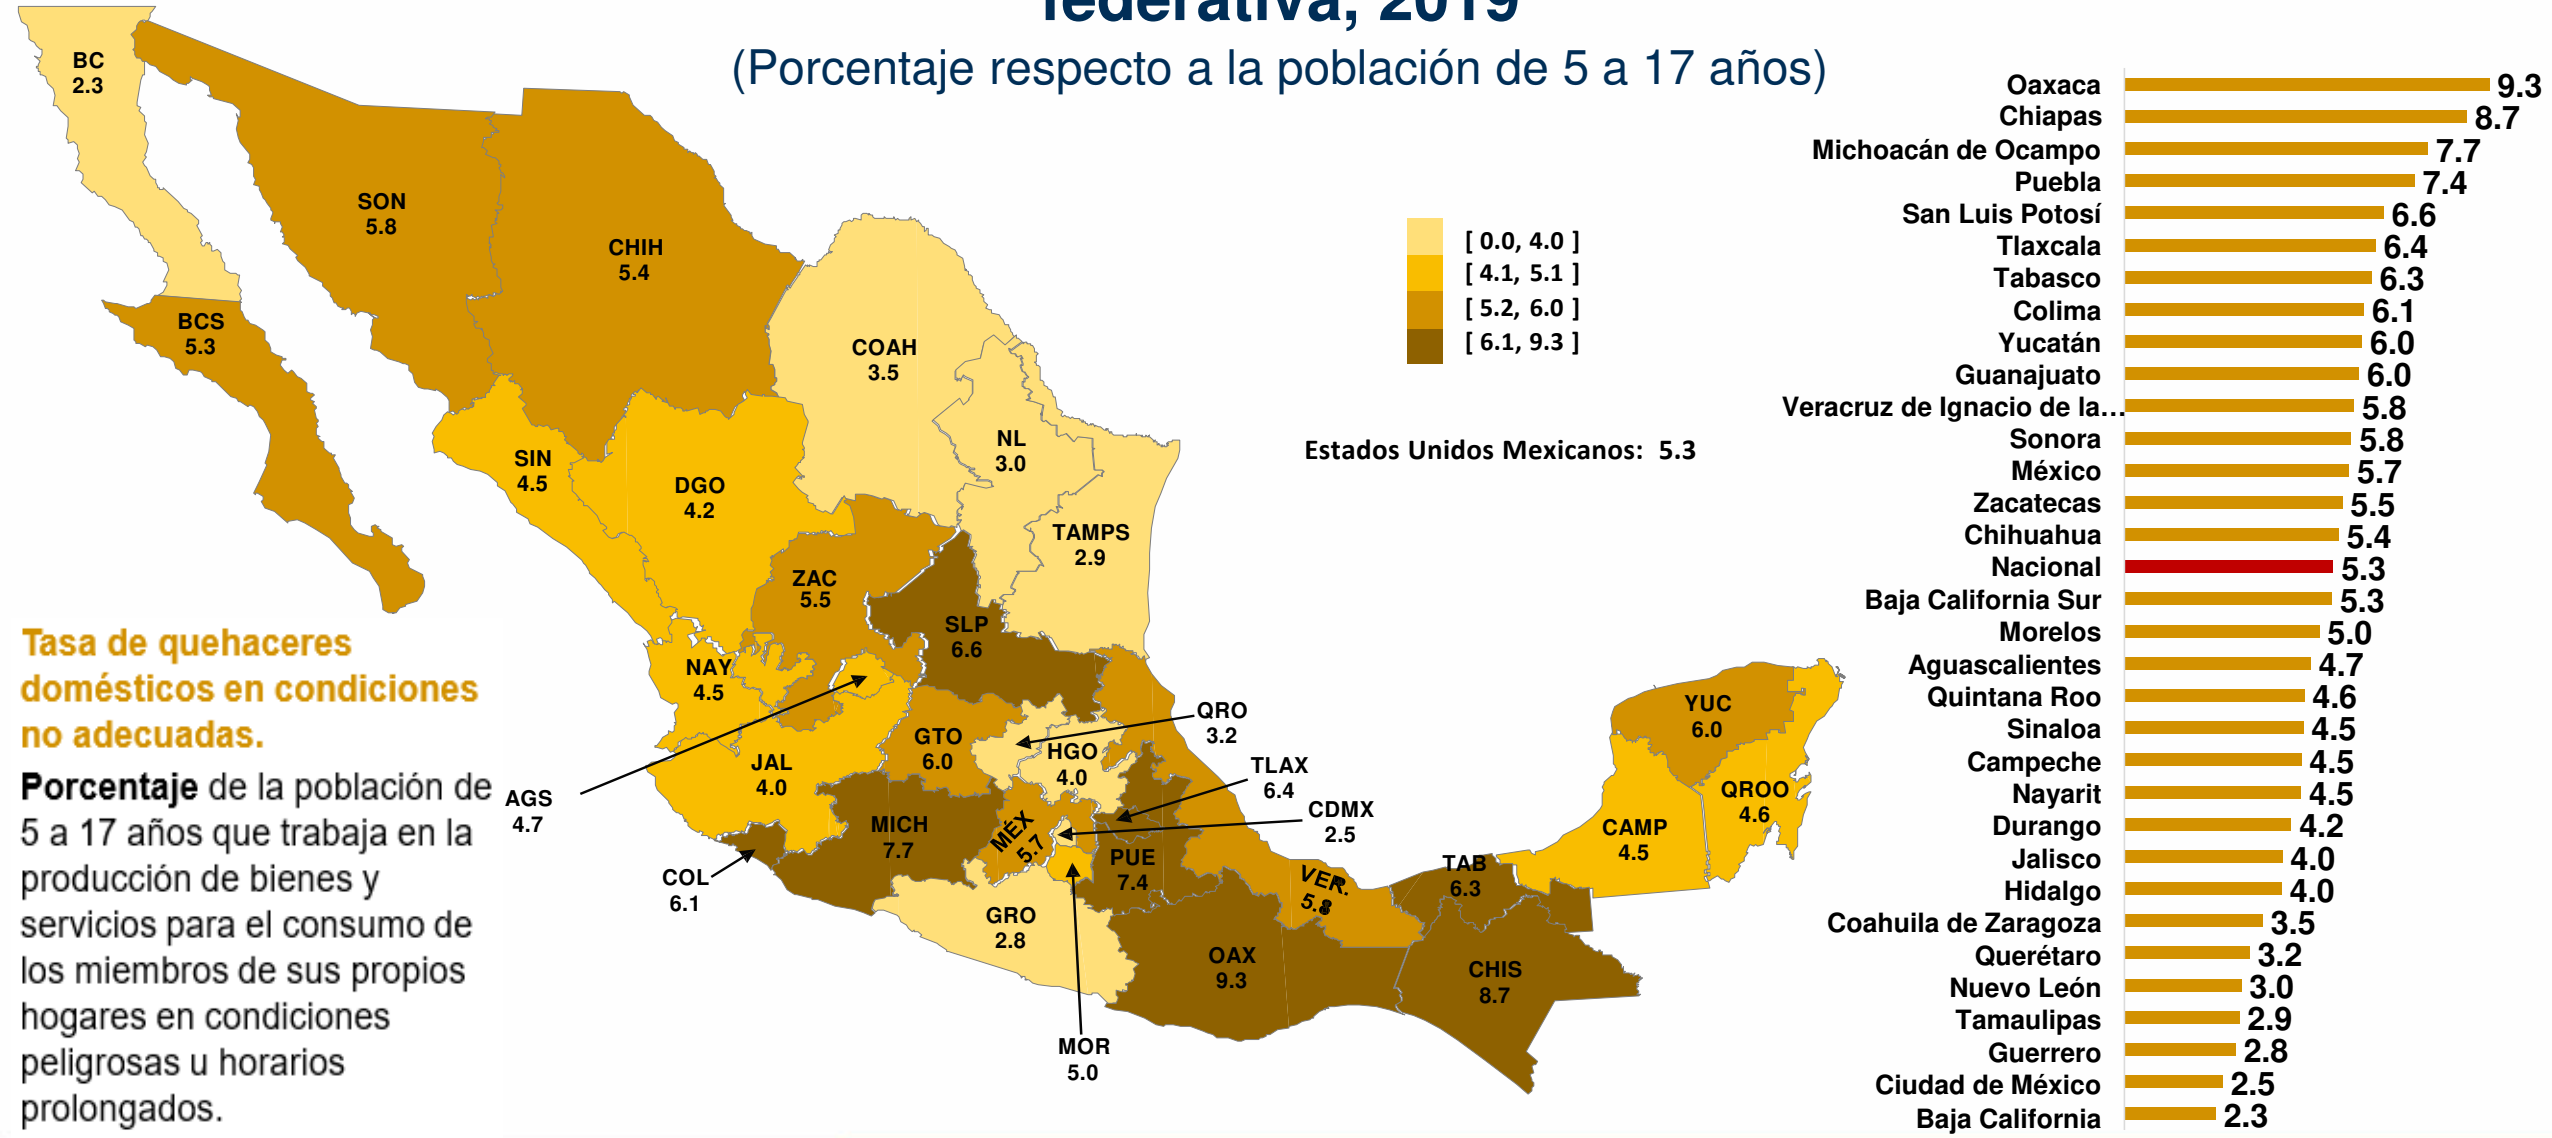 federativa, 2019
(Porcentaje respecto a la población de 5 a 17 años)
BC
2.3
SON
5.8
CHIH
5.4
BCS
5.3
COAH
3.5
NL
3.0
TAMPS
2.9
SIN
4.5
DGO
4.2
ZAC
5.5
SLP
6.6
NAY
4.5
JAL
4.0
AGS
4.7
GTO
6.0
QRO
3.2
HGO
4.0
TLAX
6.4
CDMX
2.5
COL
6.1
MICH
7.7
MÉX
5.7
PUE
7.4
GRO
2.8
MOR
5.0
VER.
5.8
OAX
9.3
TAB
6.3
CHIS
8.7
CAMP
4.5
YUC
6.0
QROO
4.6
[ 0.0, 4.0 ]
[ 4.1, 5.1 ]
[ 5.2, 6.0 ]
[ 6.1, 9.3 ]
Estados Unidos Mexicanos: 5.3
Tasa de quehaceres
domésticos en condiciones
no adecuadas.
Porcentaje de la población de
5 a 17 años que trabaja en la
producción de bienes y
servicios para el consumo de
los miembros de sus propios
hogares en condiciones
peligrosas u horarios
prolongados.
Oaxaca 9.3
Chiapas 8.7
Michoacán de Ocampo 7.7
Puebla 7.4
San Luis Potosí 6.6
Tlaxcala 6.4
Tabasco 6.3
Colima 6.1
Yucatán 6.0
Guanajuato 6.0
Veracruz de Ignacio de la... 5.8
Sonora 5.8
México 5.7
Zacatecas 5.5
Chihuahua 5.4
Nacional 5.3
Baja California Sur 5.3
Morelos 5.0
Aguascalientes 4.7
Quintana Roo 4.6
Sinaloa 4.5
Campeche 4.5
Nayarit 4.5
Durango 4.2
Jalisco 4.0
Hidalgo 4.0
Coahuila de Zaragoza 3.5
Querétaro 3.2
Nuevo León 3.0
Tamaulipas 2.9
Guerrero 2.8
Ciudad de México 2.5
Baja California 2.3